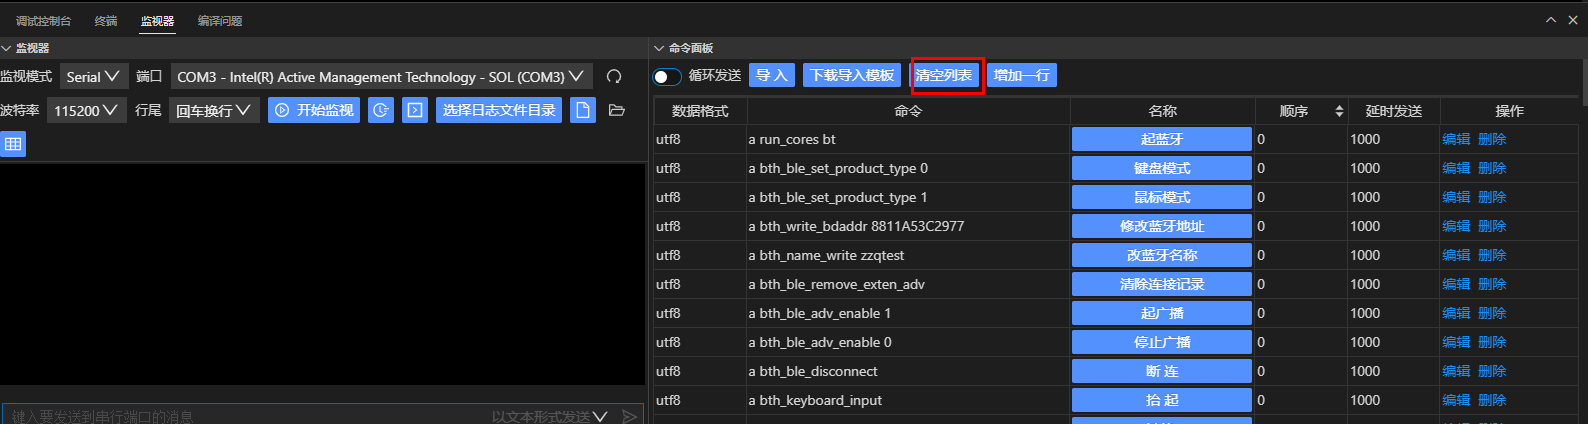 调试控制台 终端 监视器 编译问题
监视器
监视模式 Serial 端口 COM3 - Intel(R) Active Management Technology - SOL (COM3)
波特率 115200 行尾 回车换行 开始监视 选择日志文件目录
键入要发送到串行端口的消息 以文本形式发送
命令面板
循环发送 导 入 下载导入模板 清空列表 增加一行
数据格式 命令 名称 顺序 延时发送 操作
utf8 a run_cores bt 起蓝牙 0 1000 编辑 删除
utf8 a bth_ble_set_product_type 0 键盘模式 0 1000 编辑 删除
utf8 a bth_ble_set_product_type 1 鼠标模式 0 1000 编辑 删除
utf8 a bth_write_bdaddr 8811A53C2977 修改蓝牙地址 0 1000 编辑 删除
utf8 a bth_name_write zzqtest 改蓝牙名称 0 1000 编辑 删除
utf8 a bth_ble_remove_exten_adv 清除连接记录 0 1000 编辑 删除
utf8 a bth_ble_adv_enable 1 起广播 0 1000 编辑 删除
utf8 a bth_ble_adv_enable 0 停止广播 0 1000 编辑 删除
utf8 a bth_ble_disconnect 断 连 0 1000 编辑 删除
utf8 a bth_keyboard_input 抬 起 0 1000 编辑 删除